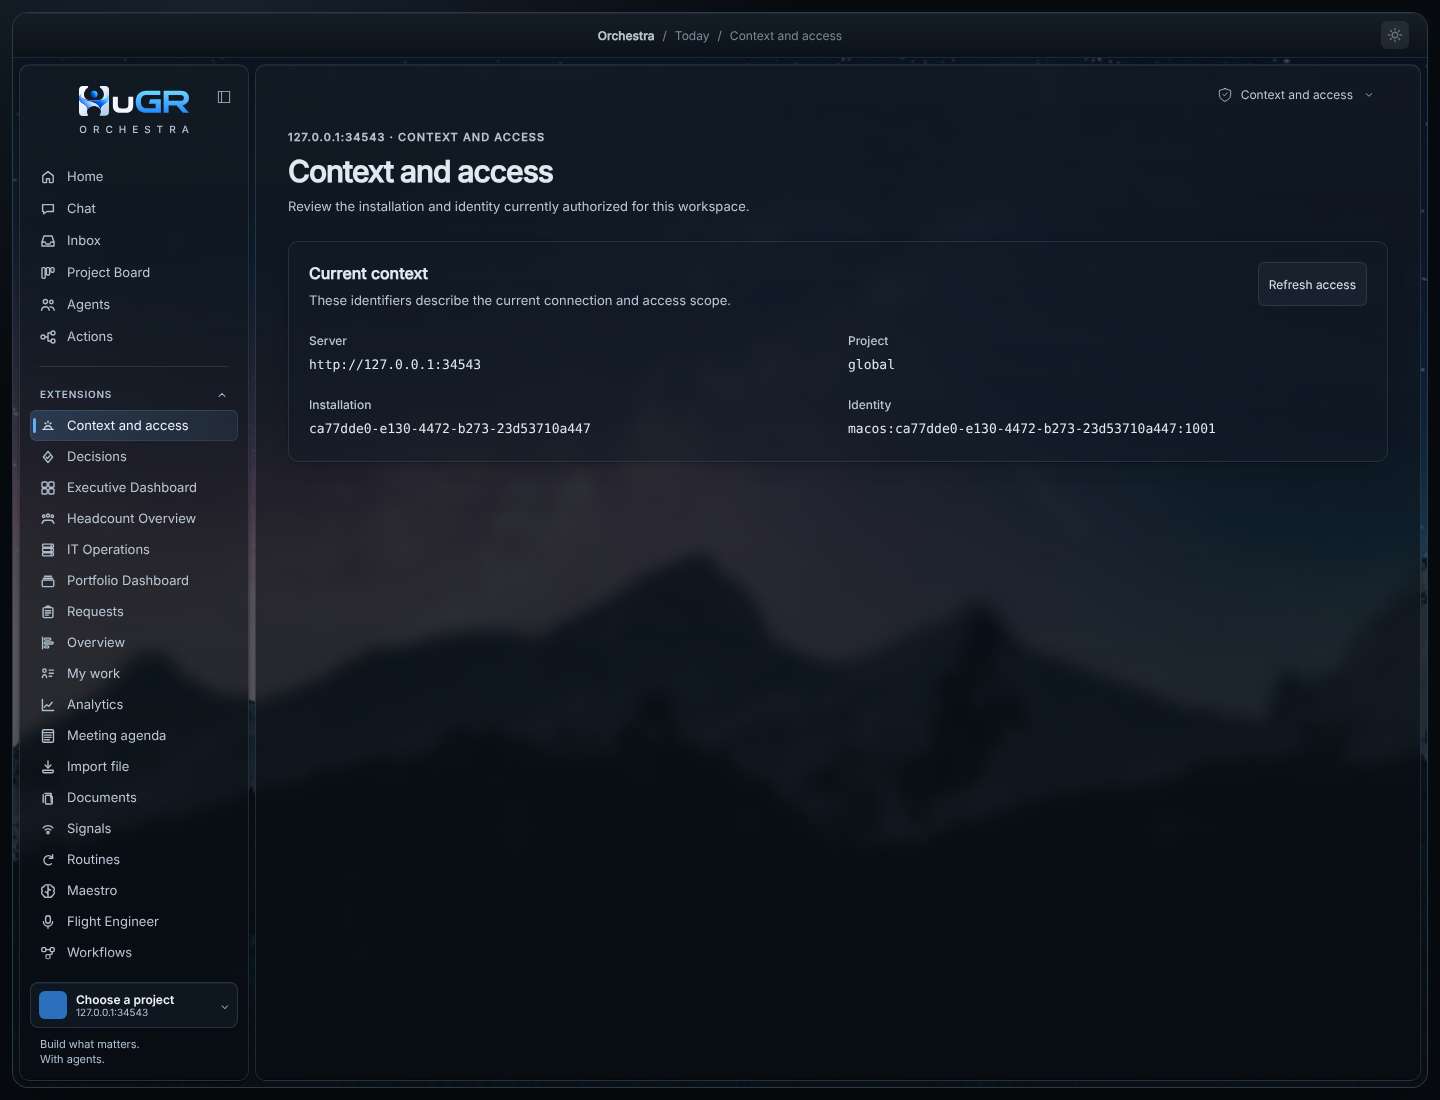 Orchestra / Today / Context and access
HuGR
ORCHESTRA
Home
Chat
Inbox
Project Board
Agents
Actions
EXTENSIONS
Context and access
Decisions
Executive Dashboard
Headcount Overview
IT Operations
Portfolio Dashboard
Requests
Overview
My work
Analytics
Meeting agenda
Import file
Documents
Signals
Routines
Maestro
Flight Engineer
Workflows
Choose a project
127.0.0.1:34543
Build what matters.
With agents.
Context and access
127.0.0.1:34543 · CONTEXT AND ACCESS
Context and access
Review the installation and identity currently authorized for this workspace.
Current context
These identifiers describe the current connection and access scope.
Refresh access
Server
http://127.0.0.1:34543
Project
global
Installation
ca77dde0-e130-4472-b273-23d53710a447
Identity
macos:ca77dde0-e130-4472-b273-23d53710a447:1001